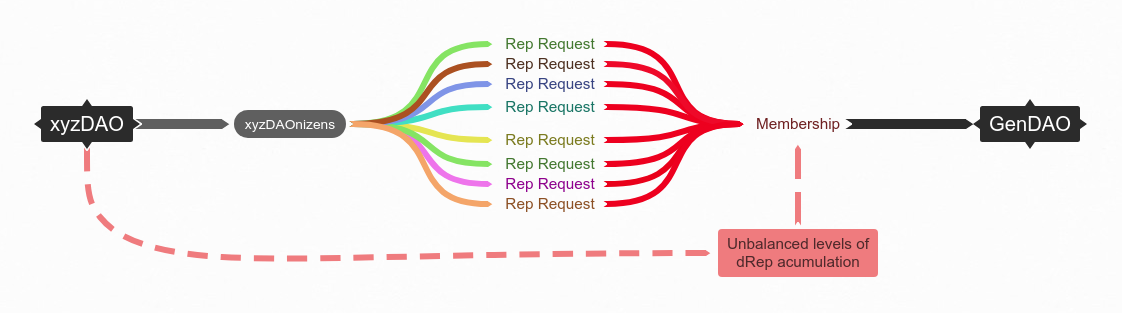 xyzDAO
xyzDAOnizens
Rep Request
Rep Request
Rep Request
Rep Request
Rep Request
Rep Request
Rep Request
Rep Request
Membership
GenDAO
Unbalanced levels of
dRep acumulation